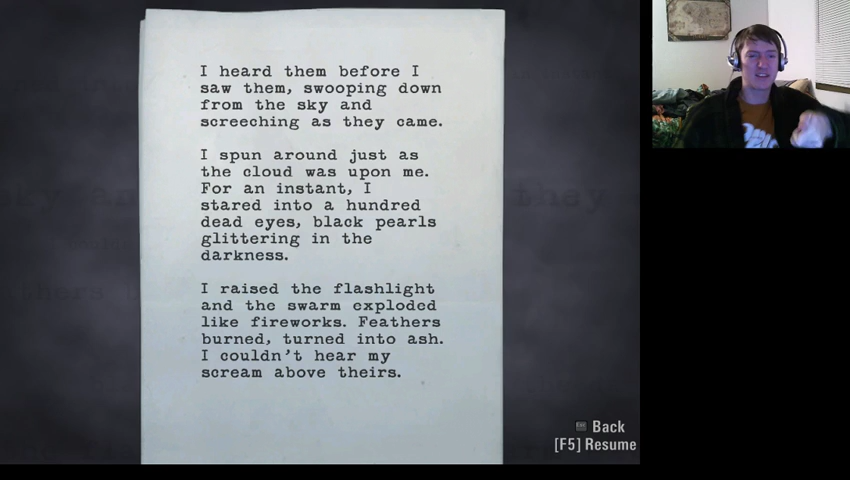 I heard them before I
saw them, swooping down
from the sky and
screeching as they came.
I spun around just as
the cloud was upon me.
For an instant, I
stared into a hundred
dead eyes, black pearls
glittering in the
darkness.
I raised the flashlight
and the swarm exploded
like fireworks. Feathers
burned, turned into ash.
I couldn't hear my
scream above theirs.
Back
[F5] Resume